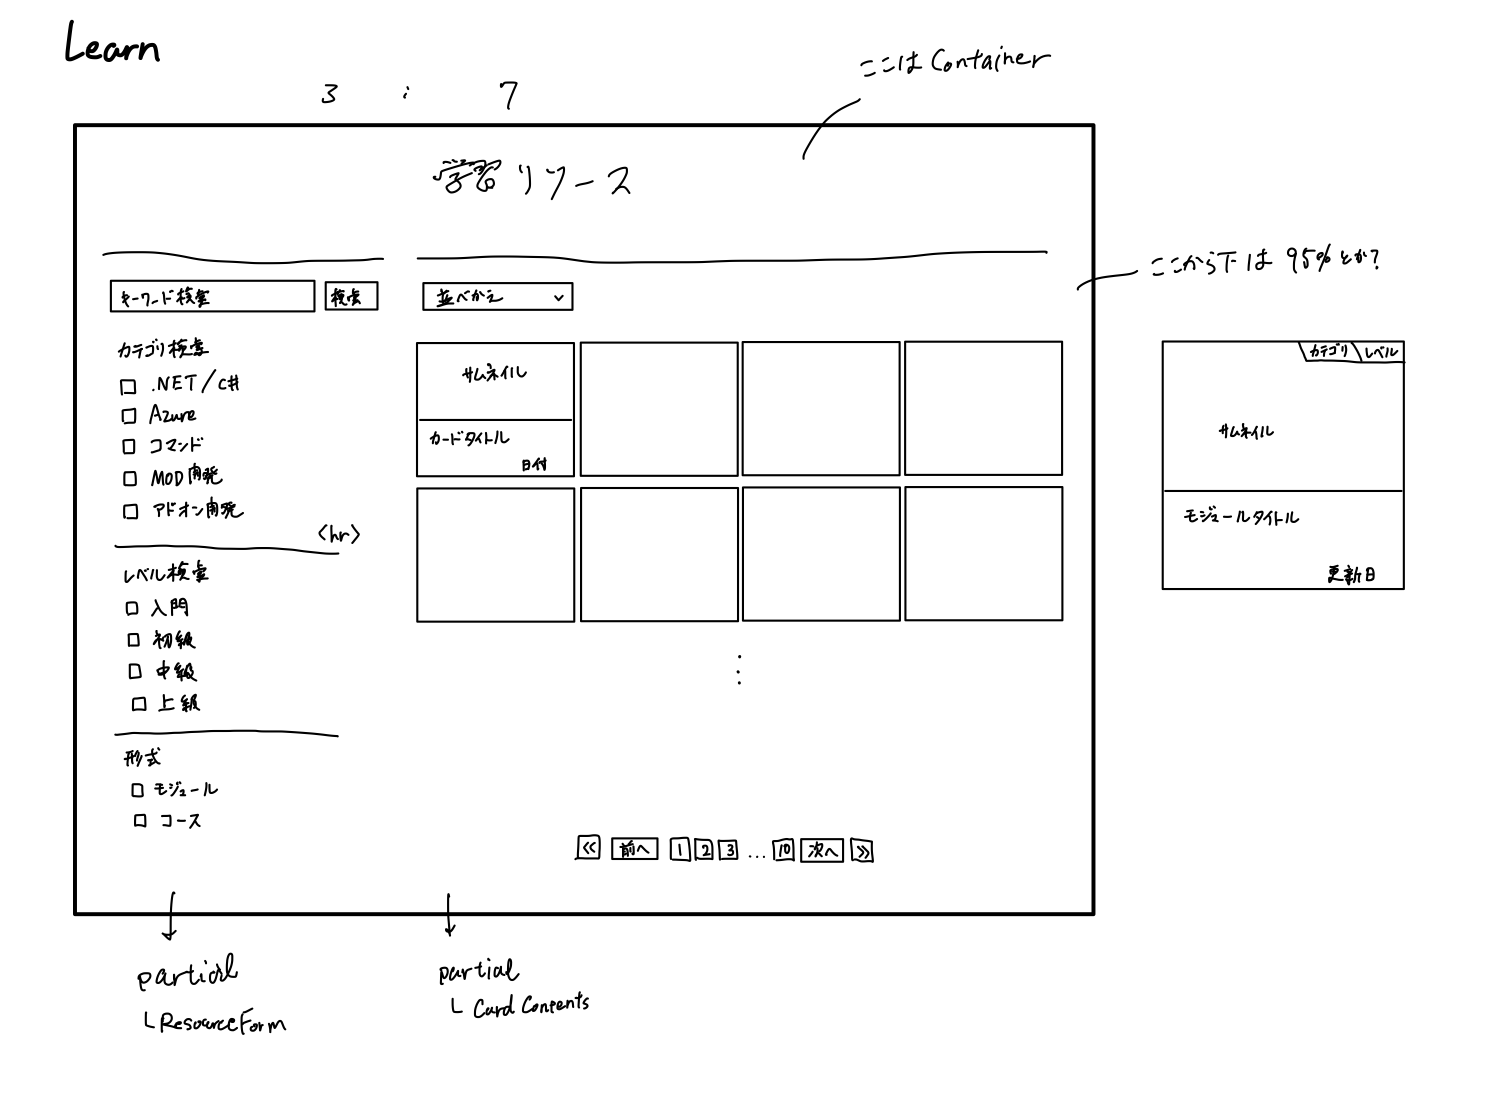 Learn
3 : 7
ここは Container
学習リソース
ここから下は 95%とか?
キーワード検索
検索
並べかえ
カテゴリ検索
.NET/C#
Azure
コマンド
MOD開発
アドオン開発
<hr>
レベル検索
入門
初級
中級
上級
形式
モジュール
コース
サムネイル
カードタイトル
日付
⋮
≪ 前へ 1 2 3 … 10 次へ ≫
カテゴリ レベル
サムネイル
モジュールタイトル
更新日
partial
└ ResourceForm
partial
└ Card Contents